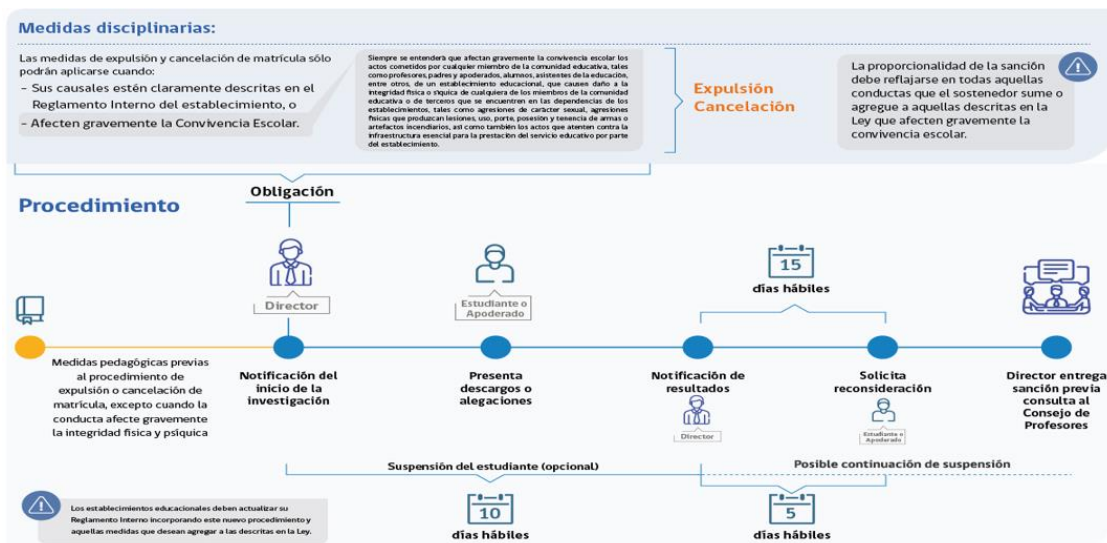 Medidas disciplinarias:
Las medidas de expulsión y cancelación de matrícula sólo
podrán aplicarse cuando:
- Sus causales estén claramente descritas en el
Reglamento Interno del establecimiento, o
- Afecten gravemente la Convivencia Escolar.
Siempre se entenderá que afectan gravemente la convivencia escolar los
actos cometidos por cualquier miembro de la comunidad educativa, tales
como profesores, padres y apoderados, alumnos, asistentes de la educación,
entre otros, de un establecimiento educacional, que causen daño a la
integridad física o síquica de cualquiera de los miembros de la comunidad
educativa o de terceros que se encuentren en las dependencias de los
establecimientos, tales como agresiones de carácter sexual, agresiones
físicas que produzcan lesiones, uso, porte, posesión y tenencia de armas o
artefactos incendiarios, así como también los actos que atenten contra la
infraestructura esencial para la prestación del servicio educativo por parte
del establecimiento.
Expulsión
Cancelación
La proporcionalidad de la sanción
debe reflajarse en todas aquellas
conductas que el sostenedor sume o
agregue a aquellas descritas en la
Ley que afecten gravemente la
convivencia escolar.
Procedimiento
Obligación
Director
Estudiante o
Apoderado
15
días hábiles
Medidas pedagógicas previas
al procedimiento de
expulsión o cancelación de
matrícula, excepto cuando la
conducta afecte gravemente
la integridad física y psíquica
Notificación del
inicio de la
investigación
Presenta
descargos o
alegaciones
Notificación de
resultados
Director
Solicita
reconsideración
Estudiante o
Apoderado
Director entrega
sanción previa
consulta al
Consejo de
Profesores
Suspensión del estudiante (opcional)
Posible continuación de suspensión
10
días hábiles
5
días hábiles
Los establecimientos educacionales deben actualizar su
Reglamento Interno incorporando este nuevo procedimiento y
aquellas medidas que desean agregar a las descritas en la Ley.